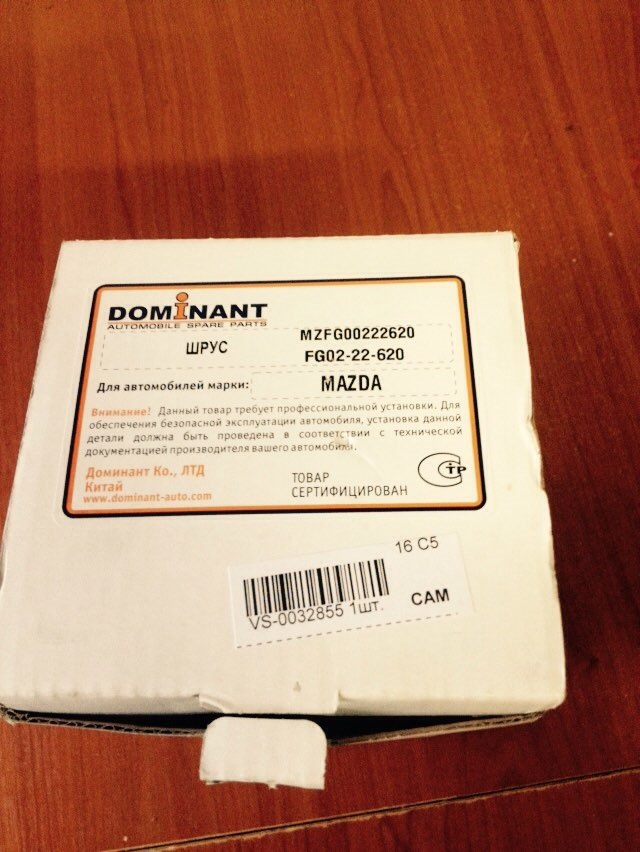 DOMiNANT
AUTOMOBILE SPARE PARTS
ШРУС
MZFG00222620
FG02-22-620
Для автомобилей марки:
MAZDA
Внимание! Данный товар требует профессиональной установки. Для
обеспечения безопасной эксплуатации автомобиля, установка данной
детали должна быть проведена в соответствии с технической
документацией производителя вашего автомобиля.
Доминант Ко., ЛТД
Китай
www.dominant-auto.com
ТОВАР
СЕРТИФИЦИРОВАН
СТР
16 C5
VS-0032855 1шт.
САМ